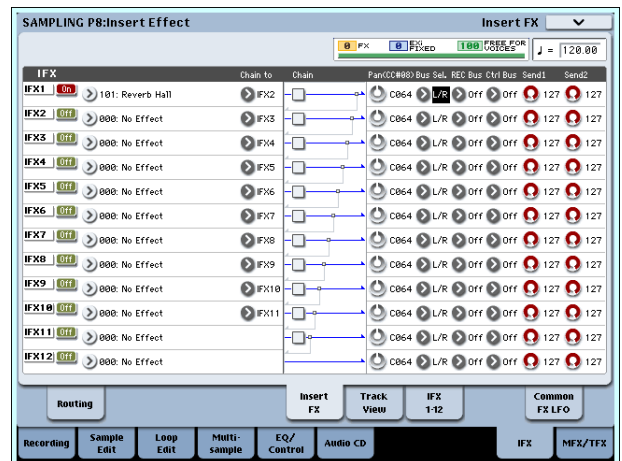 SAMPLING P8:Insert Effect Insert FX
0 FX 0 EXi FIXED 100 FREE FOR VOICES ♩ = 120.00
IFX Chain to Chain Pan(CC#08) Bus Sel. REC Bus Ctrl Bus Send1 Send2
IFX1 On 101: Reverb Hall IFX2 C064 L/R Off Off 127 127
IFX2 Off 000: No Effect IFX3 C064 L/R Off Off 127 127
IFX3 Off 000: No Effect IFX4 C064 L/R Off Off 127 127
IFX4 Off 000: No Effect IFX5 C064 L/R Off Off 127 127
IFX5 Off 000: No Effect IFX6 C064 L/R Off Off 127 127
IFX6 Off 000: No Effect IFX7 C064 L/R Off Off 127 127
IFX7 Off 000: No Effect IFX8 C064 L/R Off Off 127 127
IFX8 Off 000: No Effect IFX9 C064 L/R Off Off 127 127
IFX9 Off 000: No Effect IFX10 C064 L/R Off Off 127 127
IFX10 Off 000: No Effect IFX11 C064 L/R Off Off 127 127
IFX11 Off 000: No Effect C064 L/R Off Off 127 127
IFX12 Off 000: No Effect C064 L/R Off Off 127 127
Routing Insert FX Track View IFX 1-12 Common FX LFO
Recording Sample Edit Loop Edit Multi-sample EQ/Control Audio CD IFX MFX/TFX